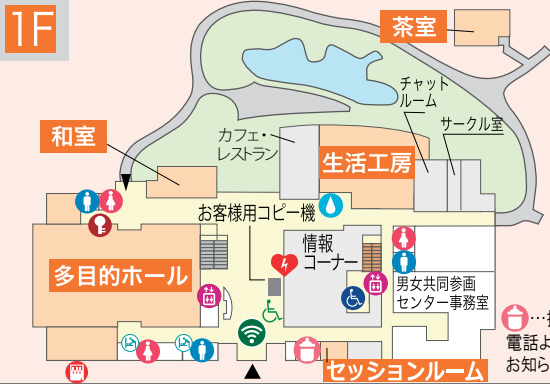 1F
茶室
チャット
ルーム
サークル室
カフェ・
レストラン
和室
生活工房
お客様用コピー機
情報
コーナー
多目的ホール
男女共同参画
センター事務室
…
電話よ
お知ら
セッションルーム